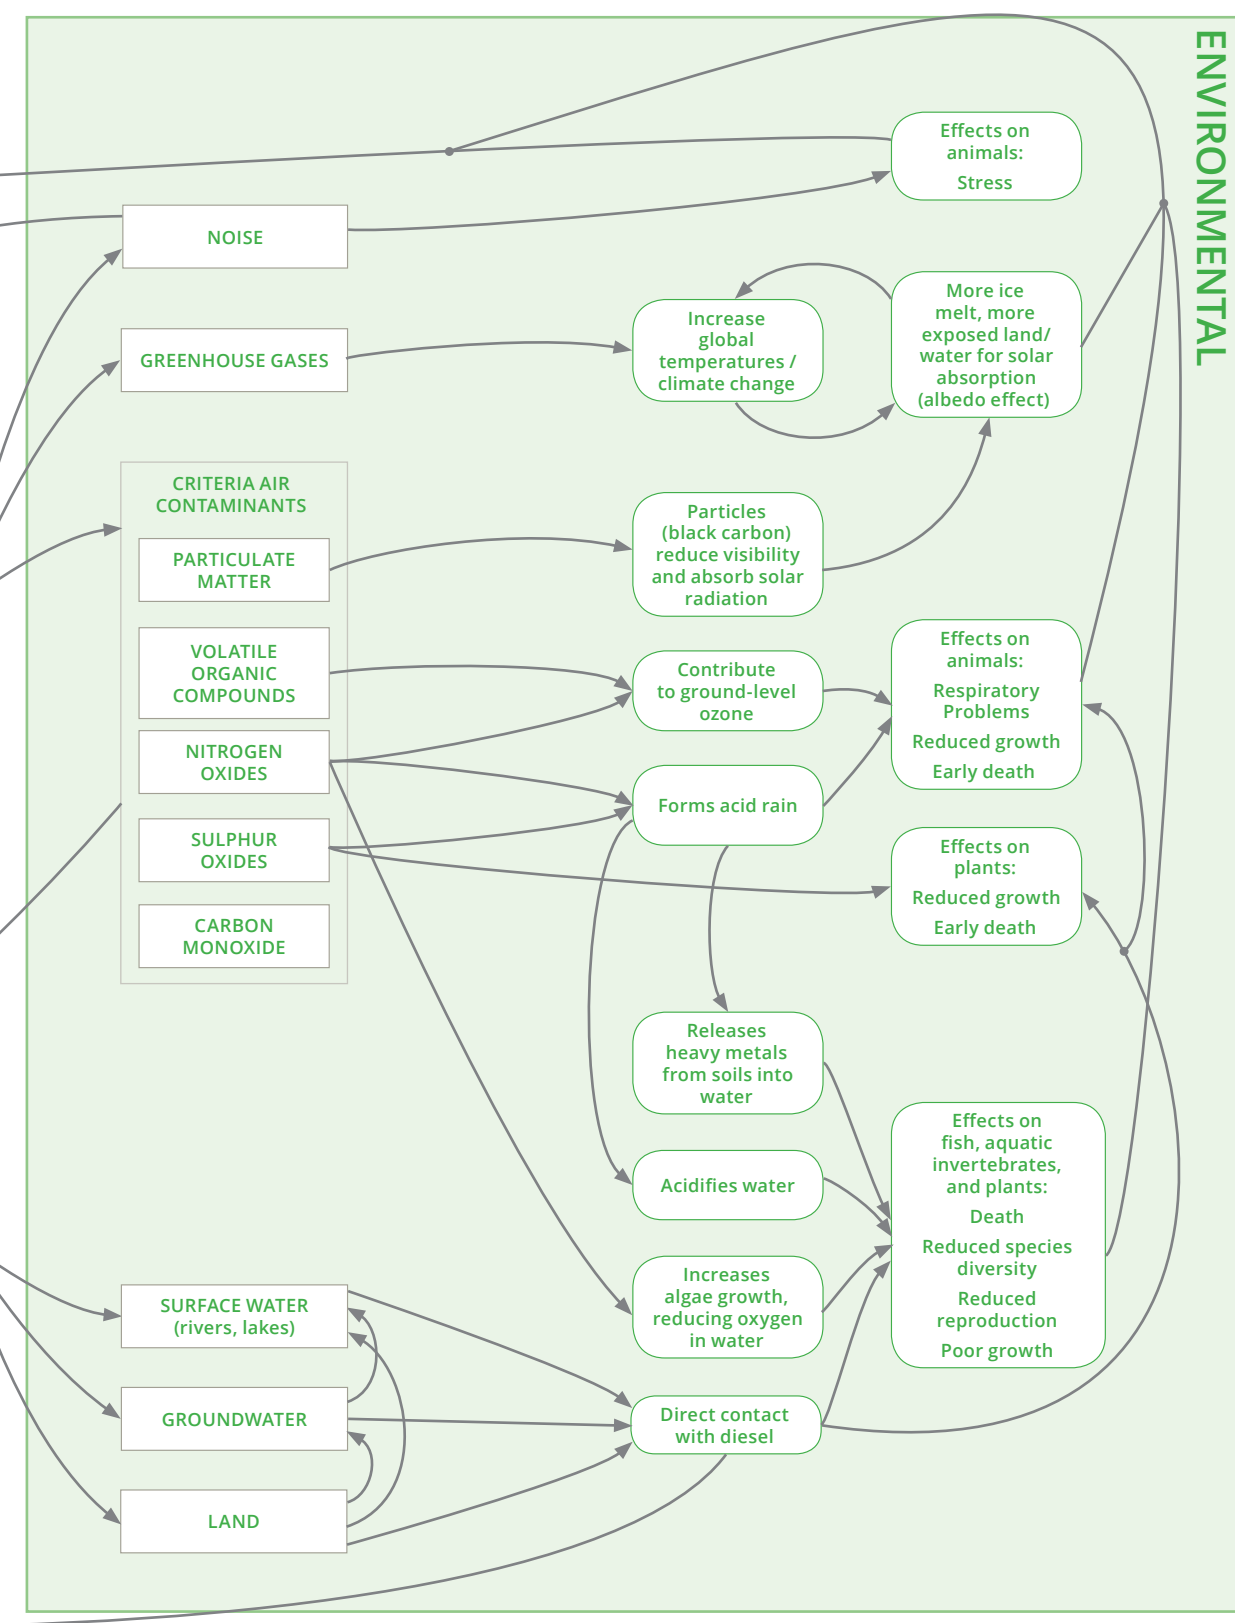 ENVIRONMENTAL
Effects on
animals:
Stress
NOISE
GREENHOUSE GASES
Increase
global
temperatures /
climate change
More ice
melt, more
exposed land/
water for solar
absorption
(albedo effect)
CRITERIA AIR
CONTAMINANTS
PARTICULATE
MATTER
VOLATILE
ORGANIC
COMPOUNDS
NITROGEN
OXIDES
SULPHUR
OXIDES
CARBON
MONOXIDE
Particles
(black carbon)
reduce visibility
and absorb solar
radiation
Contribute
to ground-level
ozone
Forms acid rain
Effects on
animals:
Respiratory
Problems
Reduced growth
Early death
Effects on
plants:
Reduced growth
Early death
Releases
heavy metals
from soils into
water
Acidifies water
Increases
algae growth,
reducing oxygen
in water
Effects on
fish, aquatic
invertebrates,
and plants:
Death
Reduced species
diversity
Reduced
reproduction
Poor growth
SURFACE WATER
(rivers, lakes)
GROUNDWATER
LAND
Direct contact
with diesel